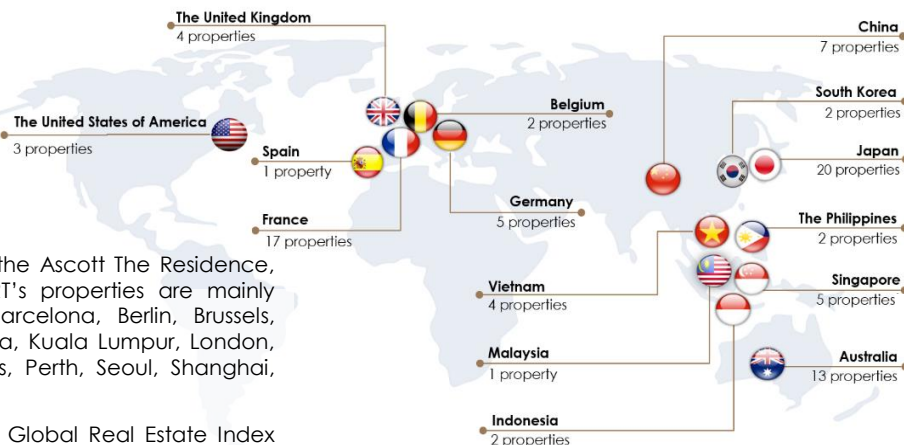 The United Kingdom
4 properties
China
7 properties
South Korea
2 properties
Belgium
2 properties
The United States of America
3 properties
Japan
20 properties
Spain
1 property
Germany
5 properties
The Philippines
2 properties
France
17 properties
Singapore
5 properties
Vietnam
4 properties
Malaysia
1 property
Australia
13 properties
Indonesia
2 properties
the Ascott The Residence,
T's properties are mainly
arcelona, Berlin, Brussels,
a, Kuala Lumpur, London,
s, Perth, Seoul, Shanghai,
Global Real Estate Index